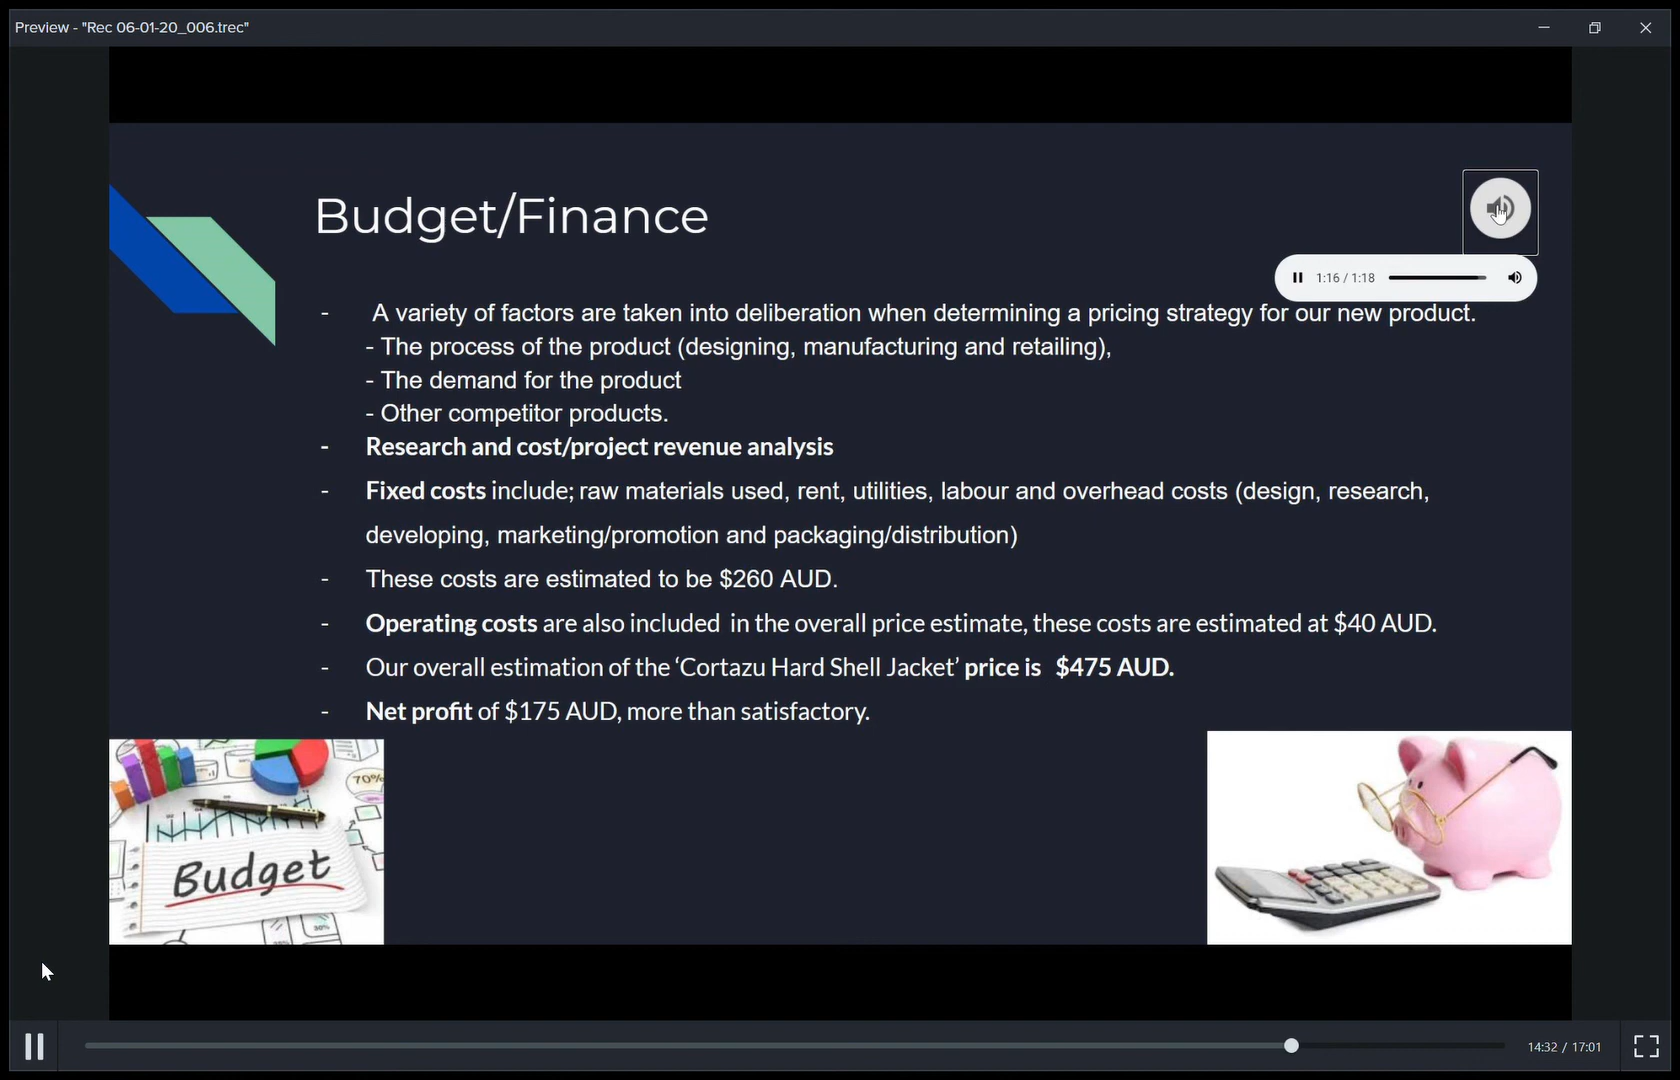 Preview - "Rec 06-01-20_006.trec"
Budget/Finance
1:16 / 1:18
- A variety of factors are taken into deliberation when determining a pricing strategy for our new product.
- The process of the product (designing, manufacturing and retailing),
- The demand for the product
- Other competitor products.
- Research and cost/project revenue analysis
- Fixed costs include; raw materials used, rent, utilities, labour and overhead costs (design, research,
developing, marketing/promotion and packaging/distribution)
- These costs are estimated to be $260 AUD.
- Operating costs are also included in the overall price estimate, these costs are estimated at $40 AUD.
- Our overall estimation of the ‘Cortazu Hard Shell Jacket’ price is $475 AUD.
- Net profit of $175 AUD, more than satisfactory.
70%
Budget
30%
14:32 / 17:01